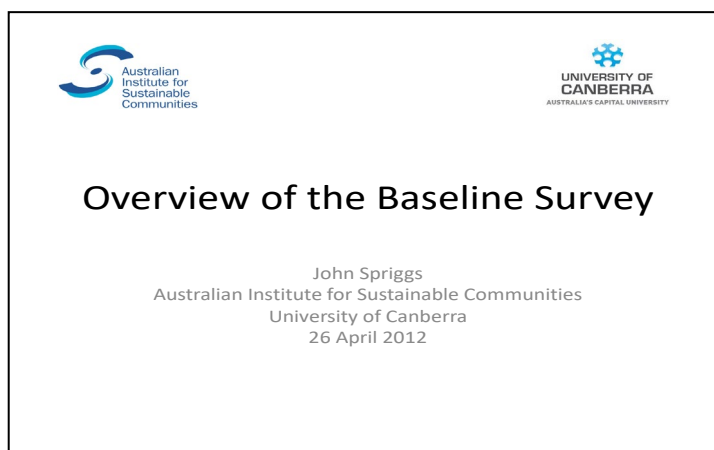 Australian
Institute for
Sustainable
Communities
UNIVERSITY OF
CANBERRA
AUSTRALIA'S CAPITAL UNIVERSITY
Overview of the Baseline Survey
John Spriggs
Australian Institute for Sustainable Communities
University of Canberra
26 April 2012